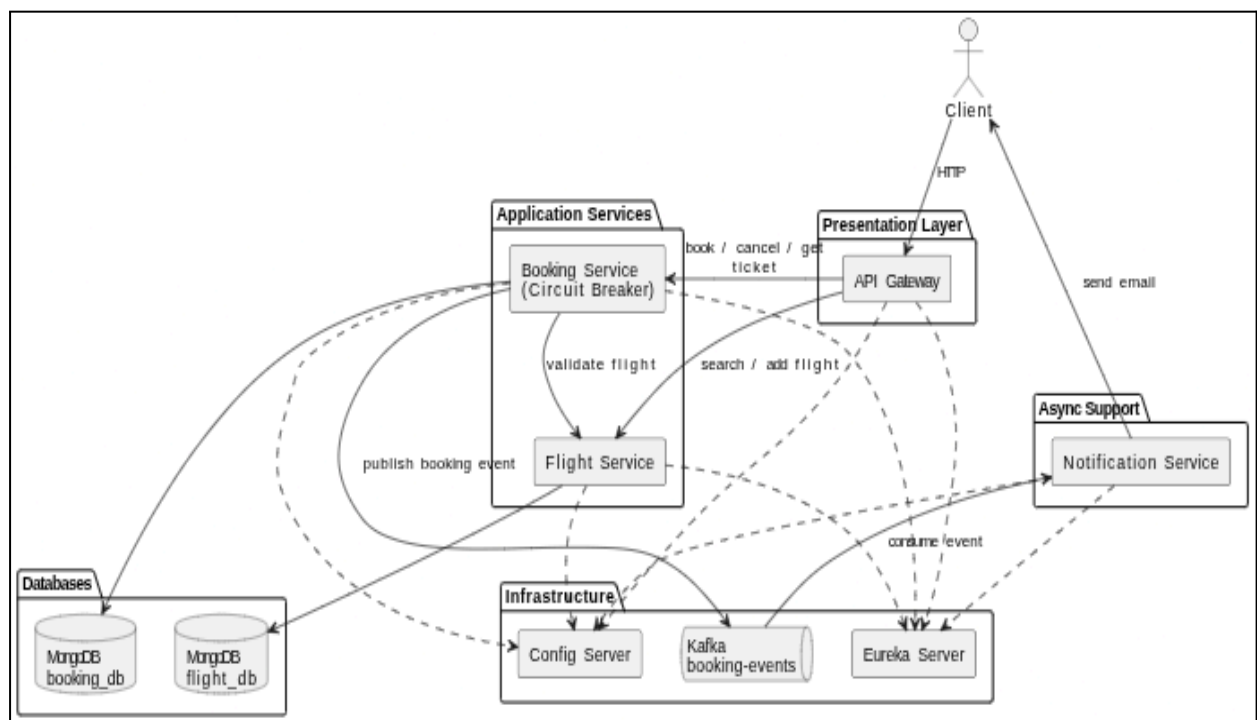 Client
HTTP
Application Services
Presentation Layer
book / cancel / get
ticket
Booking Service
(Circuit Breaker)
API Gateway
send email
validate flight
search / add flight
Async Support
publish booking event
Flight Service
Notification Service
consume event
Databases
Infrastructure
MongoDB
booking_db
MongoDB
flight_db
Config Server
Kafka
booking-events
Eureka Server